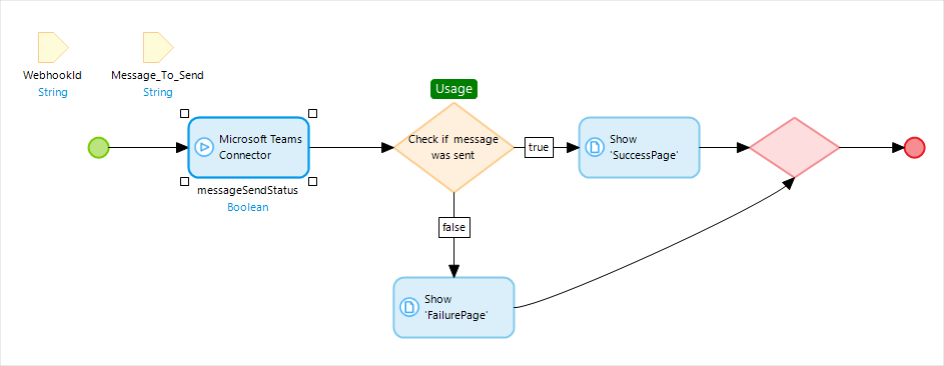 WebhookId
String
Message_To_Send
String
Usage
Microsoft Teams
Connector
messageSendStatus
Boolean
Check if message
was sent
true
Show
'SuccessPage'
false
Show
'FailurePage'